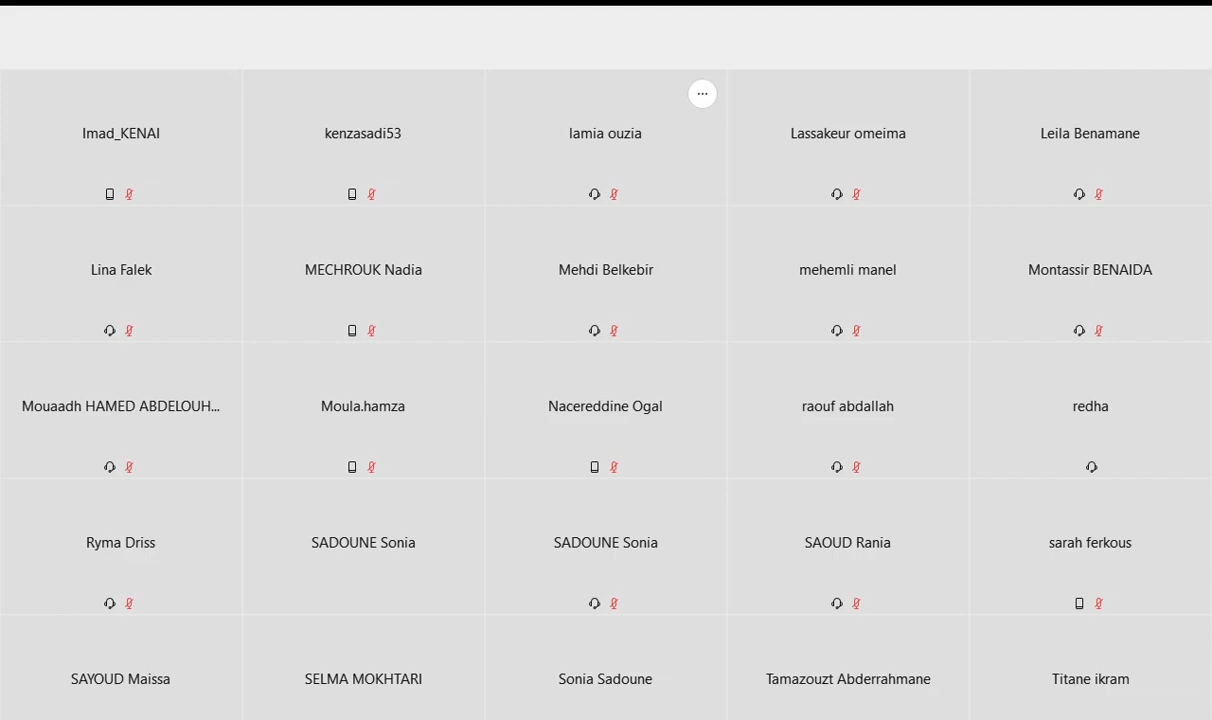 Imad_KENAI
kenzasadi53
lamia ouzia
Lassakeur omeima
Leila Benamane
Lina Falek
MECHROUK Nadia
Mehdi Belkebir
mehemli manel
Montassir BENAIDA
Mouaadh HAMED ABDELOUH...
Moula.hamza
Nacereddine Ogal
raouf abdallah
redha
Ryma Driss
SADOUNE Sonia
SADOUNE Sonia
SAOUD Rania
sarah ferkous
SAYOUD Maissa
SELMA MOKHTARI
Sonia Sadoune
Tamazouzt Abderrahmane
Titane ikram